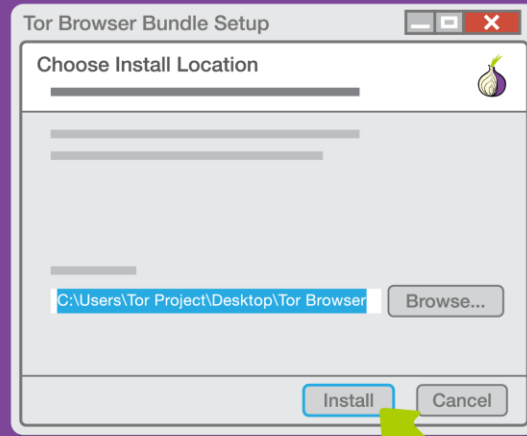 Tor Browser Bundle Setup
Choose Install Location
C:\Users\Tor Project\Desktop\Tor Browser
Browse...
Install
Cancel